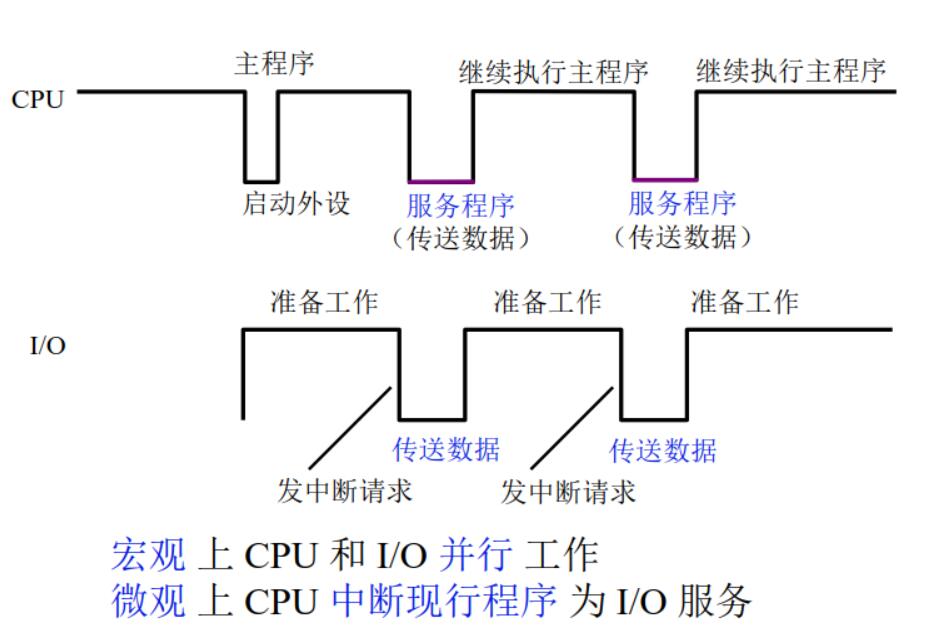 主程序
继续执行主程序
继续执行主程序
CPU
启动外设
服务程序
(传送数据)
服务程序
(传送数据)
准备工作
准备工作
准备工作
I/O
传送数据
传送数据
发中断请求
发中断请求
宏观 上 CPU 和 I/O 并行 工作
微观 上 CPU 中断现行程序 为 I/O 服务